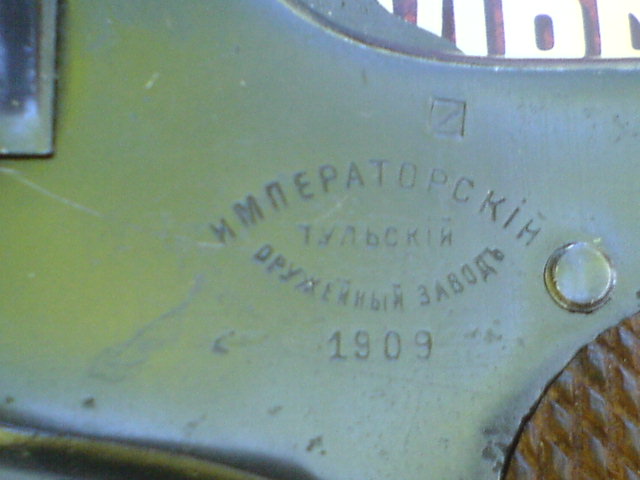 ИМПЕРАТОРСКІЙ
ТУЛЬСКІЙ
ОРУЖЕЙНЫЙ ЗАВОДЪ
1909